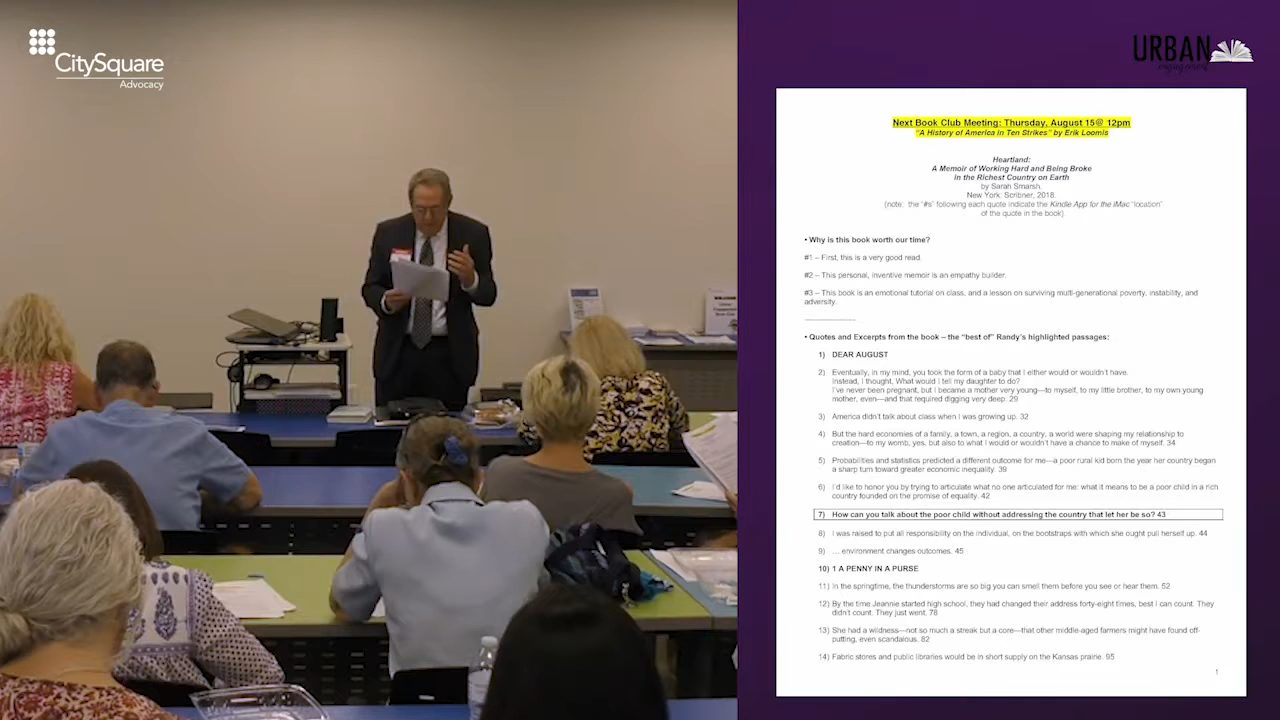 CitySquare
Advocacy
URBAN
engagement
Next Book Club Meeting: Thursday, August 15@ 12pm
"A History of America in Ten Strikes" by Erik Loomis
Heartland:
A Memoir of Working Hard and Being Broke
in the Richest Country on Earth
by Sarah Smarsh.
New York: Scribner, 2018.
(note: the "#s" following each quote indicate the Kindle App for the iMac "location"
of the quote in the book).
• Why is this book worth our time?
#1 – First, this is a very good read.
#2 – This personal, inventive memoir is an empathy builder.
#3 – This book is an emotional tutorial on class, and a lesson on surviving multi-generational poverty, instability, and
adversity.
--------------------
• Quotes and Excerpts from the book – the "best of" Randy's highlighted passages:
1) DEAR AUGUST
2) Eventually, in my mind, you took the form of a baby that I either would or wouldn't have.
Instead, I thought, What would I tell my daughter to do?
I've never been pregnant, but I became a mother very young—to myself, to my little brother, to my own young
mother, even—and that required digging very deep. 29
3) America didn't talk about class when I was growing up. 32
4) But the hard economies of a family, a town, a region, a country, a world were shaping my relationship to
creation—to my womb, yes, but also to what I would or wouldn't have a chance to make of myself. 34
5) Probabilities and statistics predicted a different outcome for me—a poor rural kid born the year her country began
a sharp turn toward greater economic inequality. 39
6) I'd like to honor you by trying to articulate what no one articulated for me: what it means to be a poor child in a rich
country founded on the promise of equality. 42
7) How can you talk about the poor child without addressing the country that let her be so? 43
8) I was raised to put all responsibility on the individual, on the bootstraps with which she ought pull herself up. 44
9) … environment changes outcomes. 45
10) 1 A PENNY IN A PURSE
11) In the springtime, the thunderstorms are so big you can smell them before you see or hear them. 52
12) By the time Jeannie started high school, they had changed their address forty-eight times, best I can count. They
didn't count. They just went. 78
13) She had a wildness—not so much a streak but a core—that other middle-aged farmers might have found off-
putting, even scandalous. 82
14) Fabric stores and public libraries would be in short supply on the Kansas prairie. 95
1